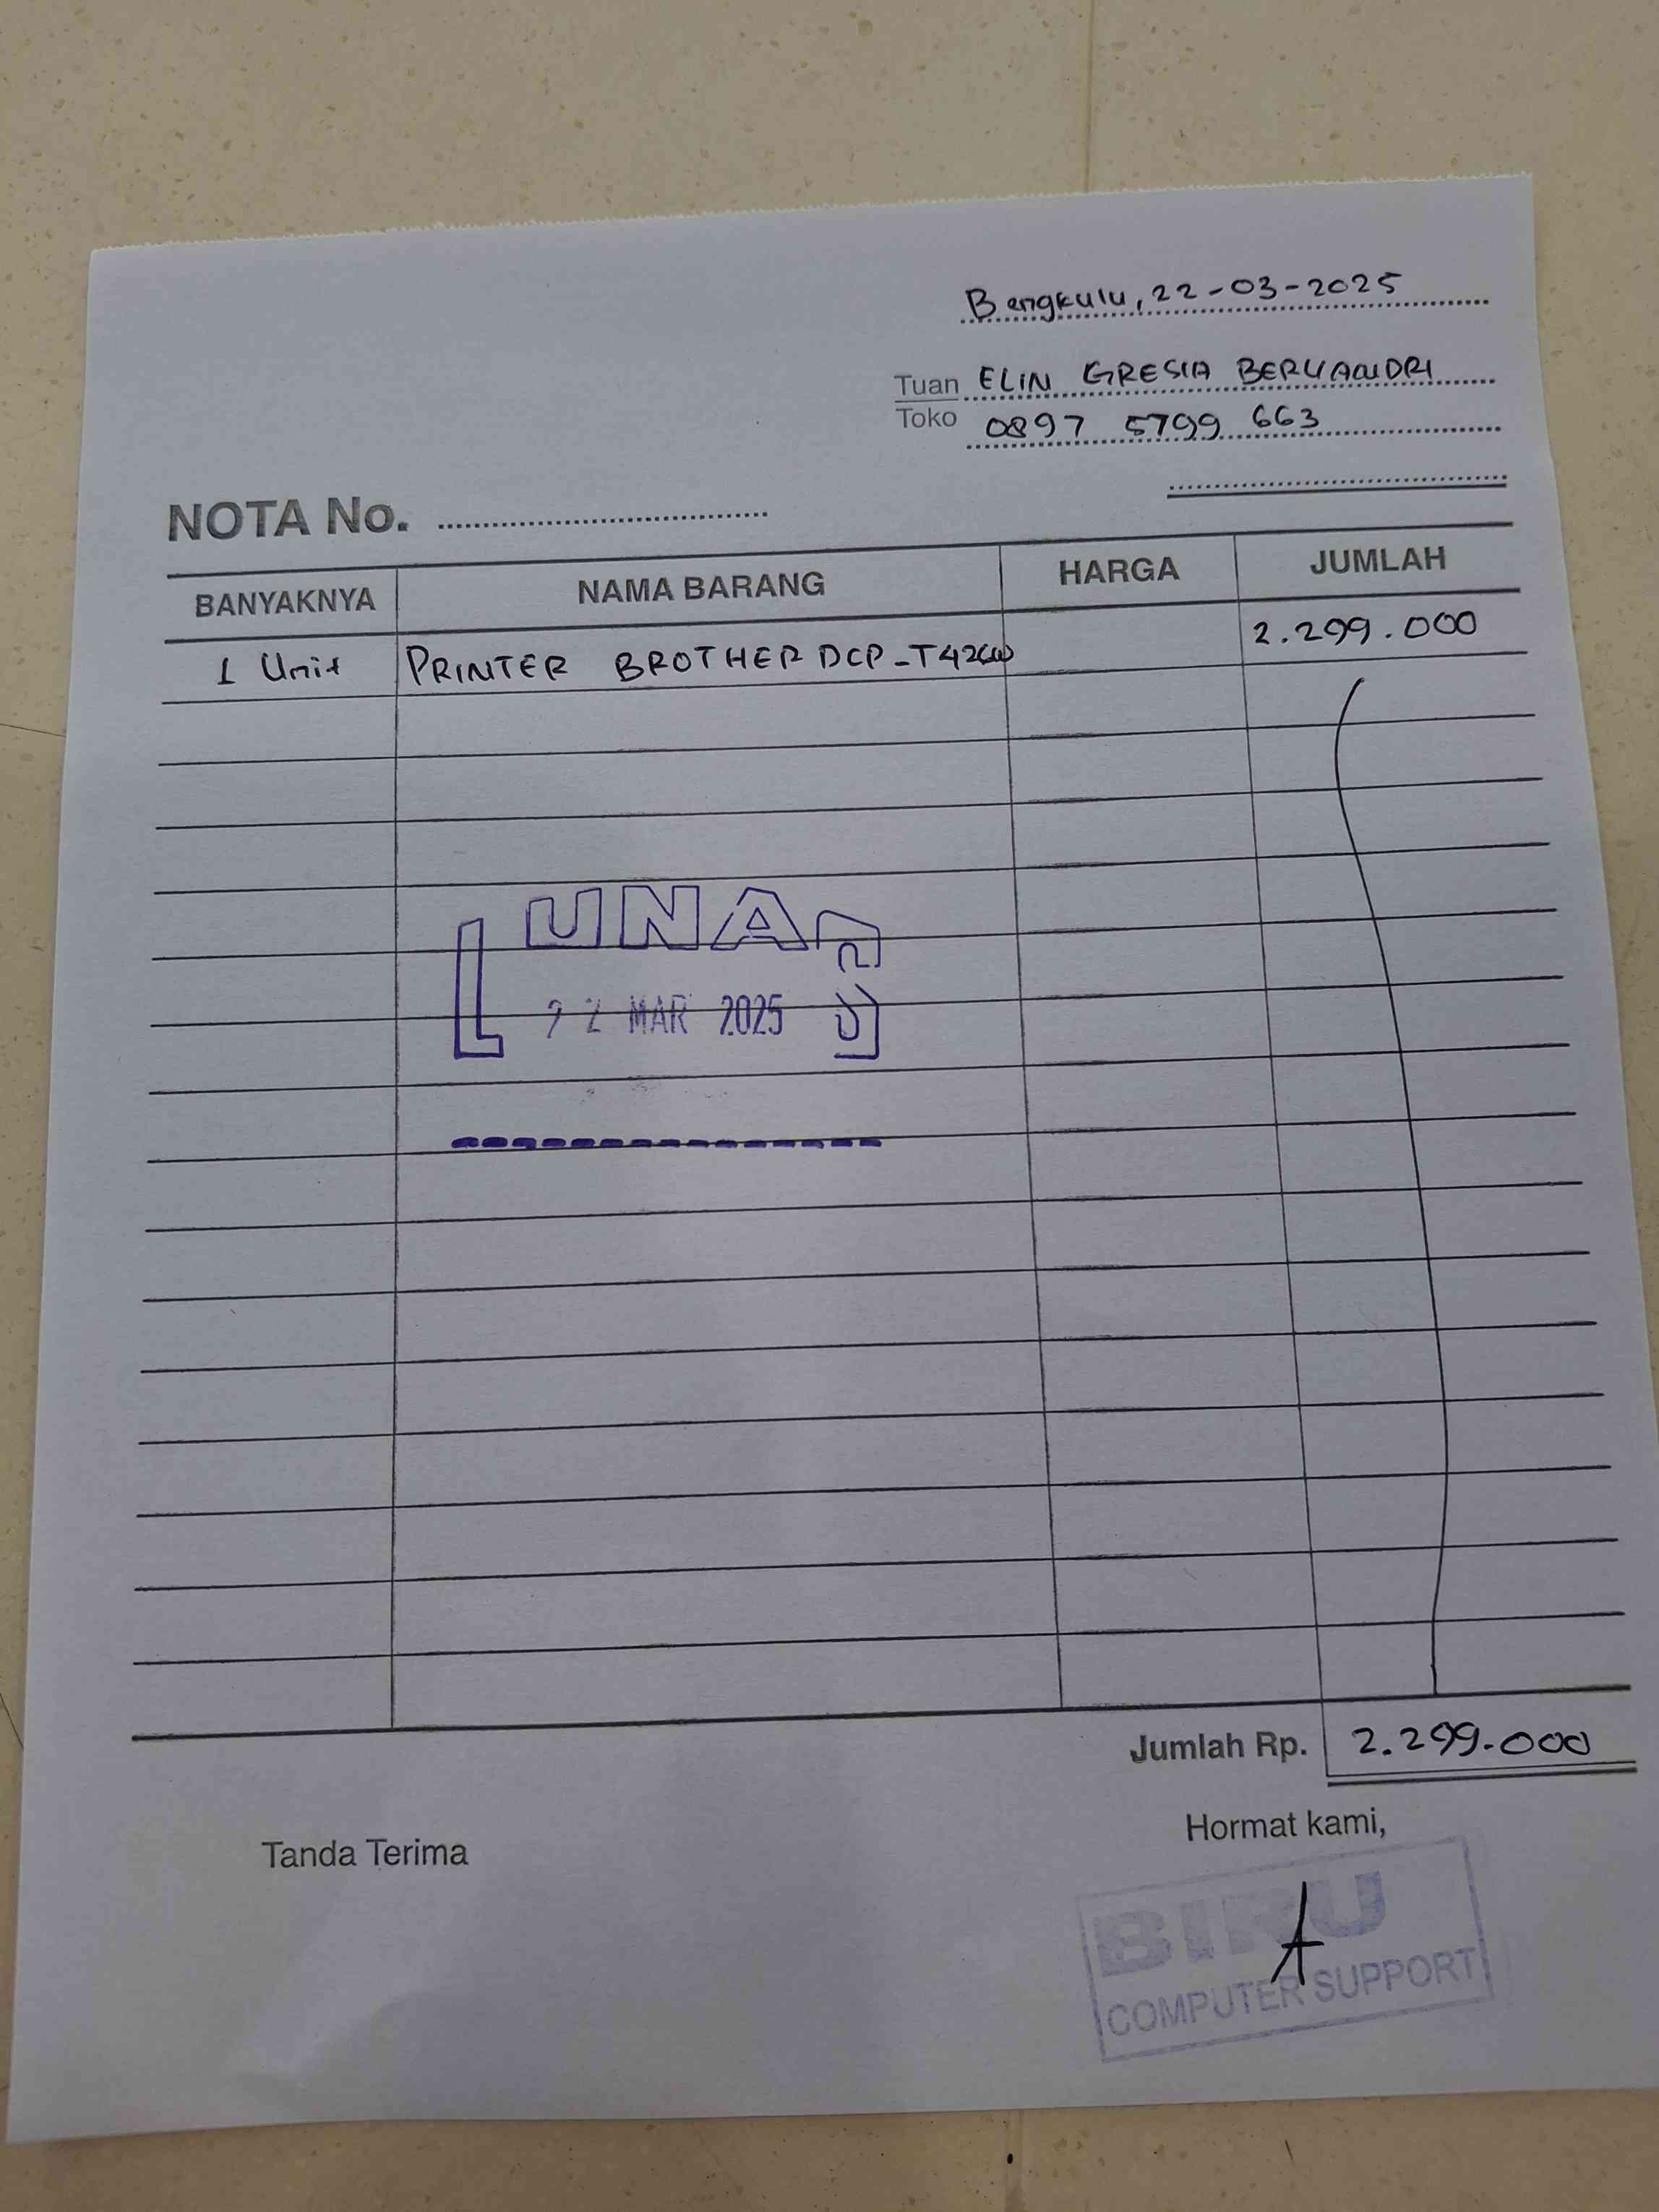 Bengkulu, 22-03-2025
Tuan ELIN GRESIA
Toko 0897 5799 663
NOTA No.
BANYAKNYA NAMA BARANG HARGA JUMLAH
1 Unit PRINTER BROTHER DCP-T426W 2.299.000
LUNAS
22 MAR 2025
Jumlah Rp. 2.299.000
Tanda Terima
Hormat kami,
BIRU
COMPUTER SUPPORT